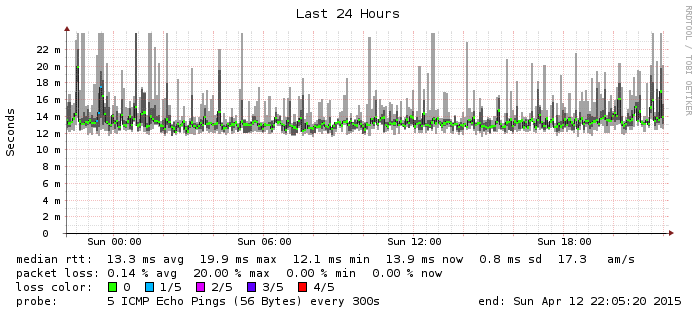 Last 24 Hours
RRDTOOL / TOBI OETIKER
Seconds
22 m
20 m
18 m
16 m
14 m
12 m
10 m
8 m
6 m
4 m
2 m
0
Sun 00:00 Sun 06:00 Sun 12:00 Sun 18:00
median rtt: 13.3 ms avg 19.9 ms max 12.1 ms min 13.9 ms now 0.8 ms sd 17.3 am/s
packet loss: 0.14 % avg 20.00 % max 0.00 % min 0.00 % now
loss color: 0 1/5 2/5 3/5 4/5
probe: 5 ICMP Echo Pings (56 Bytes) every 300s end: Sun Apr 12 22:05:20 2015